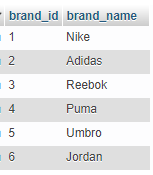 brand_id brand_name
1 Nike
2 Adidas
3 Reebok
4 Puma
5 Umbro
6 Jordan